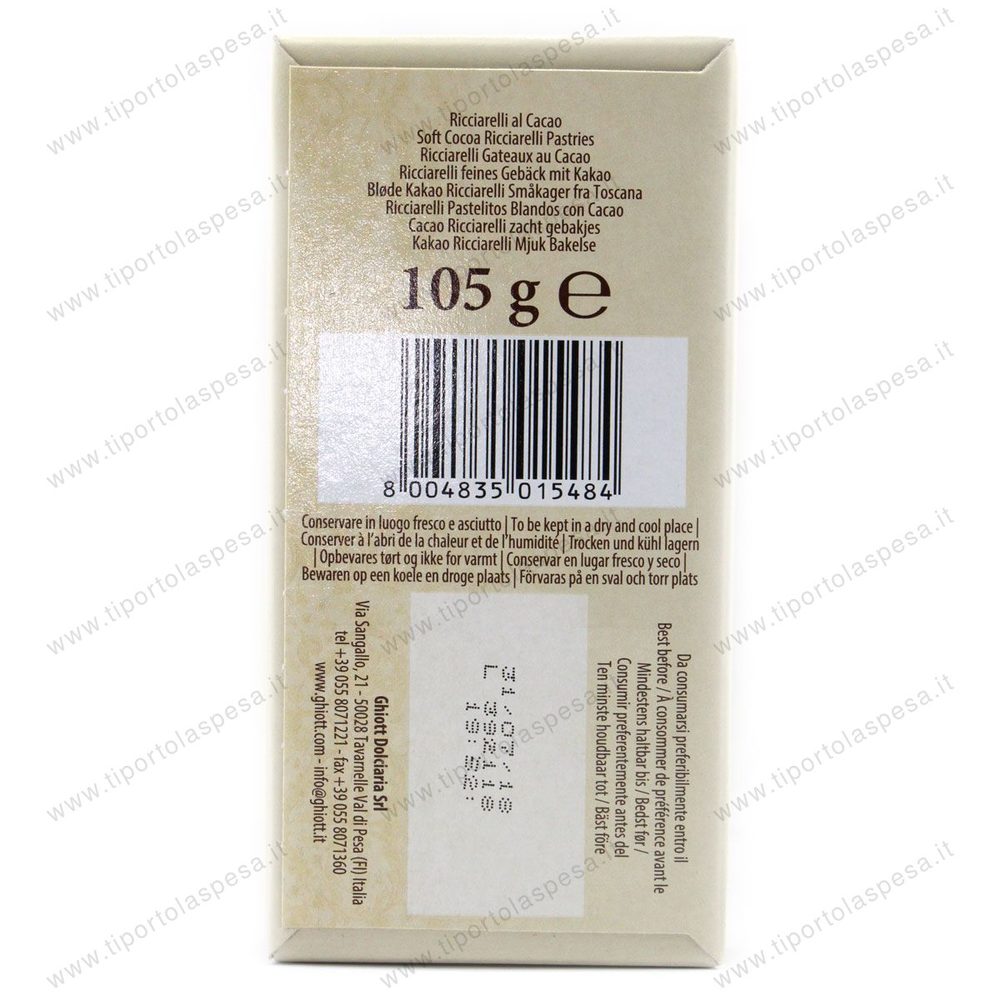 Ricciarelli al Cacao
Soft Cocoa Ricciarelli Pastries
Ricciarelli Gateaux au Cacao
Ricciarelli feines Gebäck mit Kakao
Bløde Kakao Ricciarelli Småkager fra Toscana
Ricciarelli Pastelitos Blandos con Cacao
Cacao Ricciarelli zacht gebakjes
Kakao Ricciarelli Mjuk Bakelse
105 g ℮
8 004835 015484
Conservare in luogo fresco e asciutto | To be kept in a dry and cool place |
Conserver à l'abri de la chaleur et de l'humidité | Trocken und kühl lagern
| Opbevares tørt og ikke for varmt | Conservar en lugar fresco y seco |
Bewaren op een koele en droge plaats | Förvaras på en sval och torr plats
Da consumarsi preferibilmente entro il
Best before / À consommer de préférence avant le
Mindestens haltbar bis / Bedst før /
Consumir preferentemente antes del
Ten minste houdbaar tot / Bäst före
31/07/18
L 392118
Ghiott Dolciaria Srl
Via Sangallo, 21 - 50028 Tavarnelle Val di Pesa (FI) Italia
tel +39 055 8071221 - fax +39 055 8071360
www.ghiott.com - info@ghiott.it
www.tiportolaspesa.it